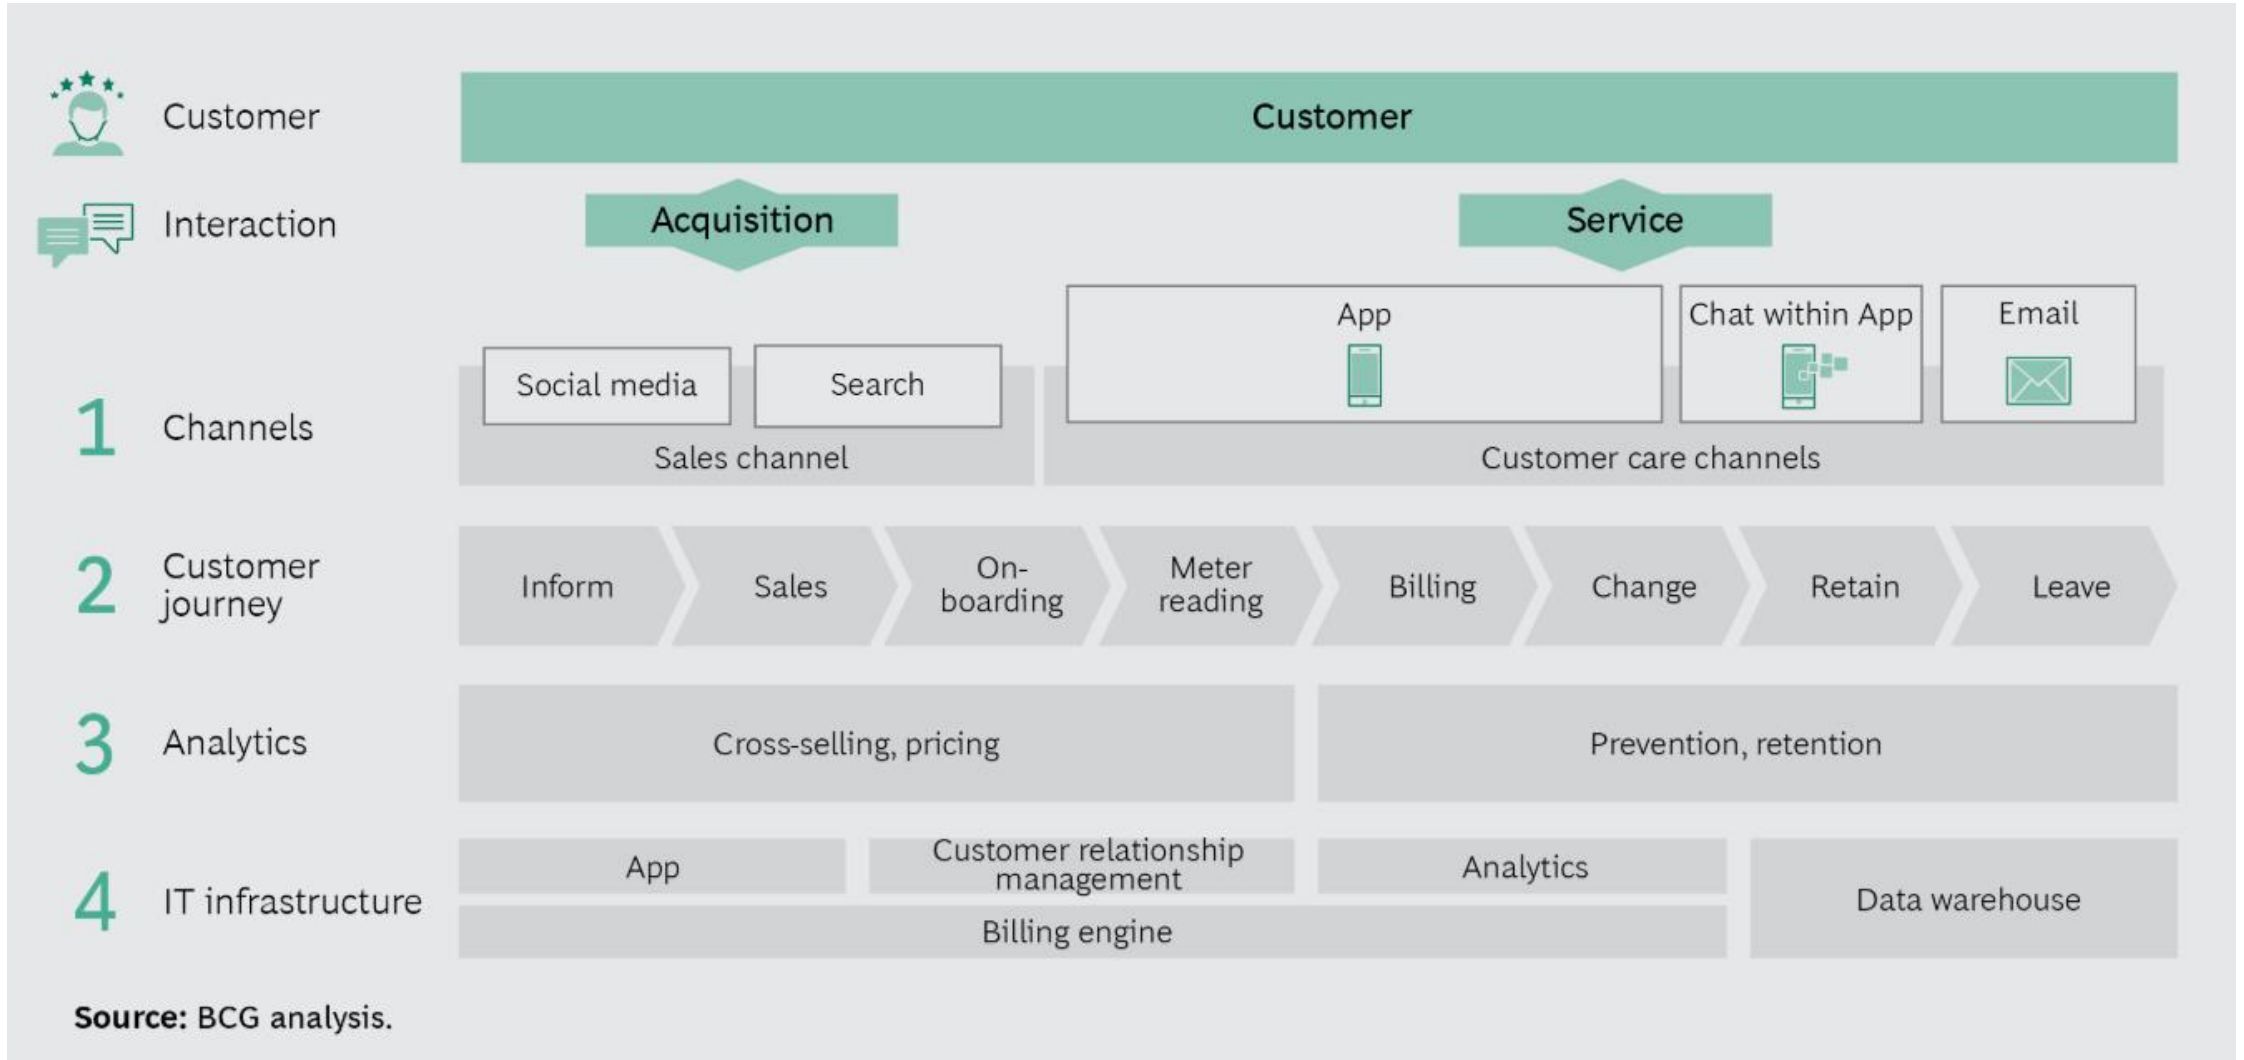 Customer
Customer
Interaction
Acquisition
Service
1
Channels
Social media
Search
Sales channel
App
Chat within App
Email
Customer care channels
2
Customer
journey
Inform
Sales
On-
boarding
Meter
reading
Billing
Change
Retain
Leave
3
Analytics
Cross-selling, pricing
Prevention, retention
4
IT infrastructure
App
Customer relationship
management
Analytics
Data warehouse
Billing engine
Source: BCG analysis.